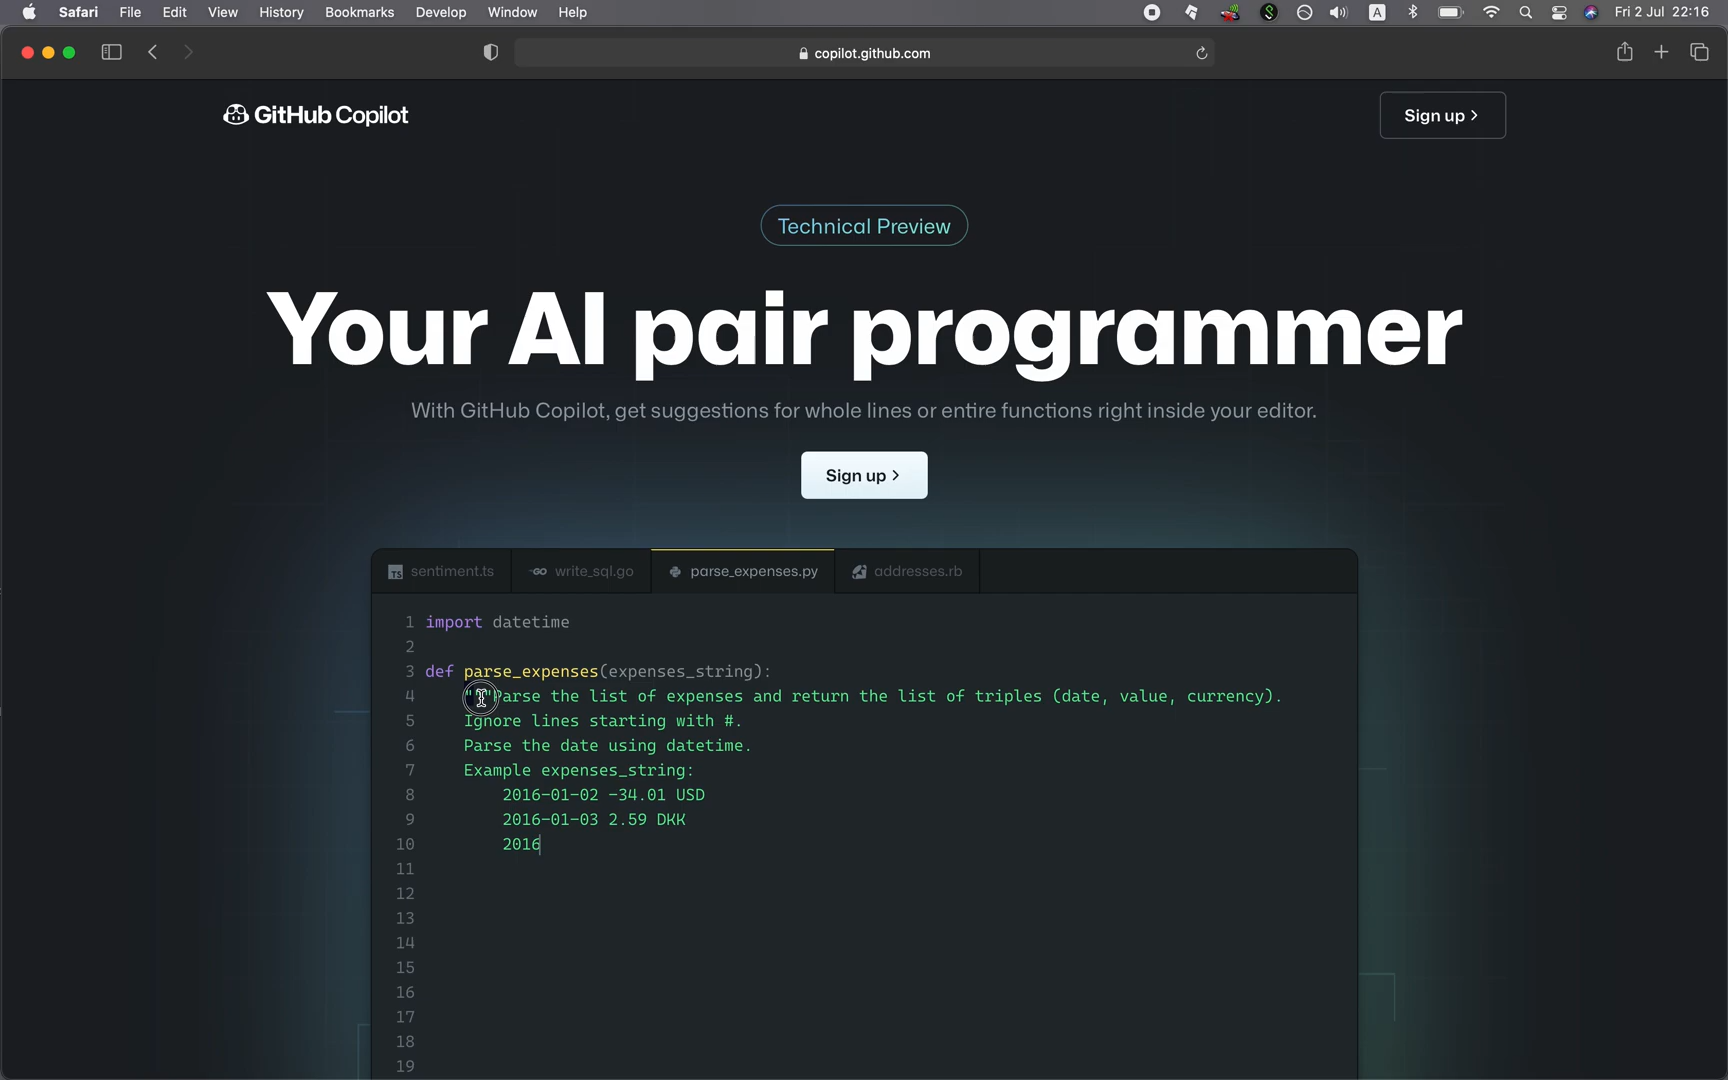 Safari File Edit View History Bookmarks Develop Window Help A Fri 2 Jul 22:16
copilot.github.com
GitHub Copilot
Sign up >
Technical Preview
Your AI pair programmer
With GitHub Copilot, get suggestions for whole lines or entire functions right inside your editor.
Sign up >
TS sentiment.ts GO write_sql.go parse_expenses.py addresses.rb
1 import datetime
2
3 def parse_expenses(expenses_string):
4 """Parse the list of expenses and return the list of triples (date, value, currency).
5 Ignore lines starting with #.
6 Parse the date using datetime.
7 Example expenses_string:
8 2016-01-02 -34.01 USD
9 2016-01-03 2.59 DKK
10 2016
11
12
13
14
15
16
17
18
19